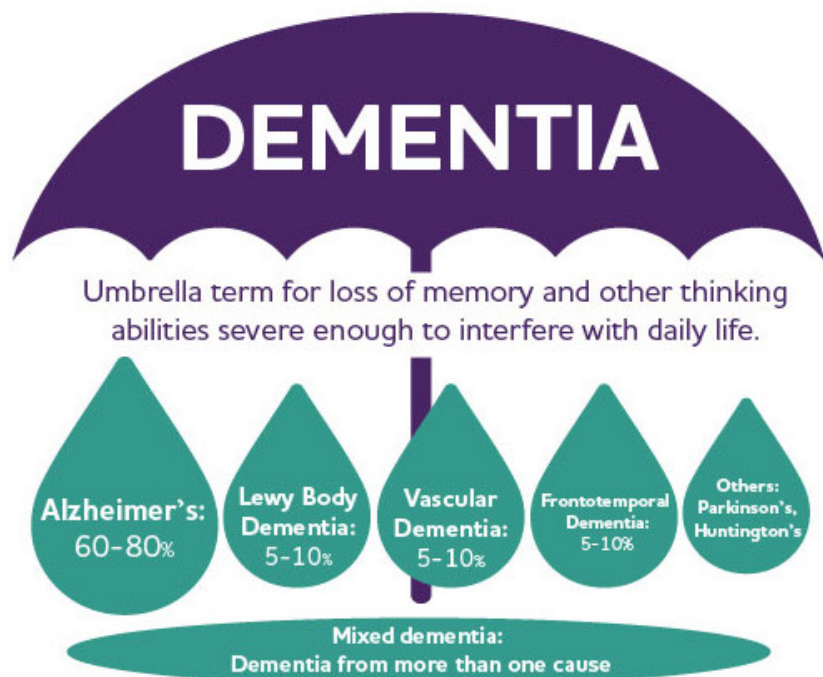 DEMENTIA
Umbrella term for loss of memory and other thinking
abilities severe enough to interfere with daily life.
Alzheimer's:
60-80%
Lewy Body
Dementia:
5-10%
Vascular
Dementia:
5-10%
Frontotemporal
Dementia:
5-10%
Others:
Parkinson's,
Huntington's
Mixed dementia:
Dementia from more than one cause